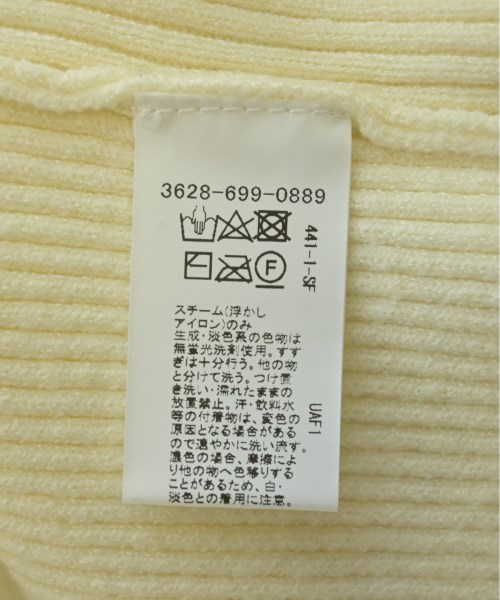 3628-699-0889
441-1-SF
F
スチーム(浮かし
アイロン)のみ
生成・淡色系の色物は
無蛍光洗剤使用。すす
ぎは十分行う。他の物
と分けて洗う。つけ置
き洗い・濡れたままの
放置禁止。汗・飲料水
等の付着物は、変色の
原因となる場合がある
ので速やかに洗い流す。
濃色の場合、摩擦によ
り他の物へ色移りする
ことがあるため、白・
淡色との着用に注意。
UAF1